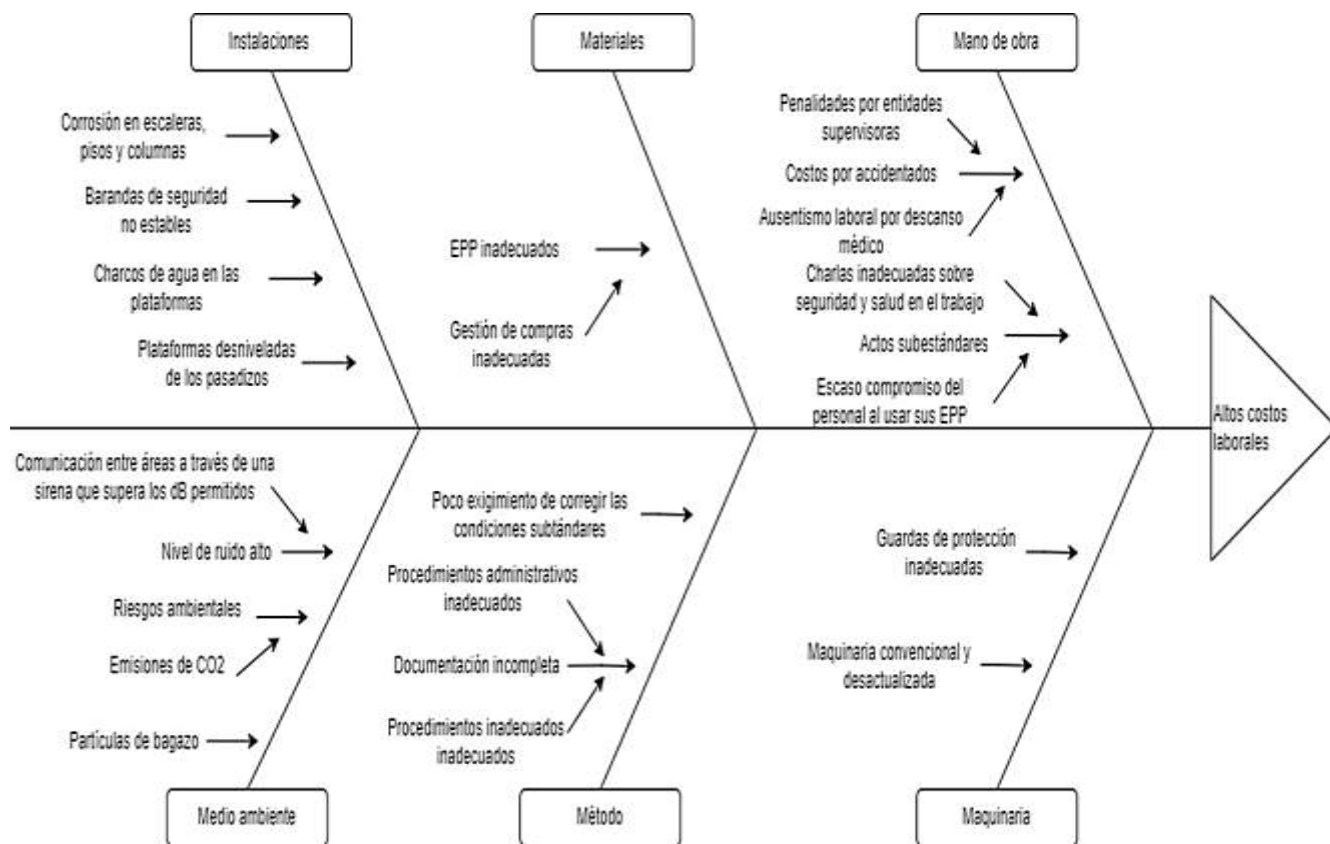 Instalaciones
Materiales
Mano de obra
Corrosión en escaleras,
pisos y columnas
Barandas de seguridad
no estables
Charcos de agua en las
plataformas
Plataformas desniveladas
de los pasadizos
EPP inadecuados
Gestión de compras
inadecuadas
Penalidades por entidades
supervisoras
Costos por accidentados
Ausentismo laboral por descanso
médico
Charlas inadecuadas sobre
seguridad y salud en el trabajo
Actos subestándares
Escaso compromiso del
personal al usar sus EPP
Altos costos
laborales
Comunicación entre áreas a través de una
sirena que supera los dB permitidos
Nivel de ruido alto
Riesgos ambientales
Emisiones de CO2
Partículas de bagazo
Poco exigimiento de corregir las
condiciones subtándares
Procedimientos administrativos
inadecuados
Documentación incompleta
Procedimientos inadecuados
inadecuados
Guardas de protección
inadecuadas
Maquinaria convencional y
desactualizada
Medio ambiente
Método
Maquinaria